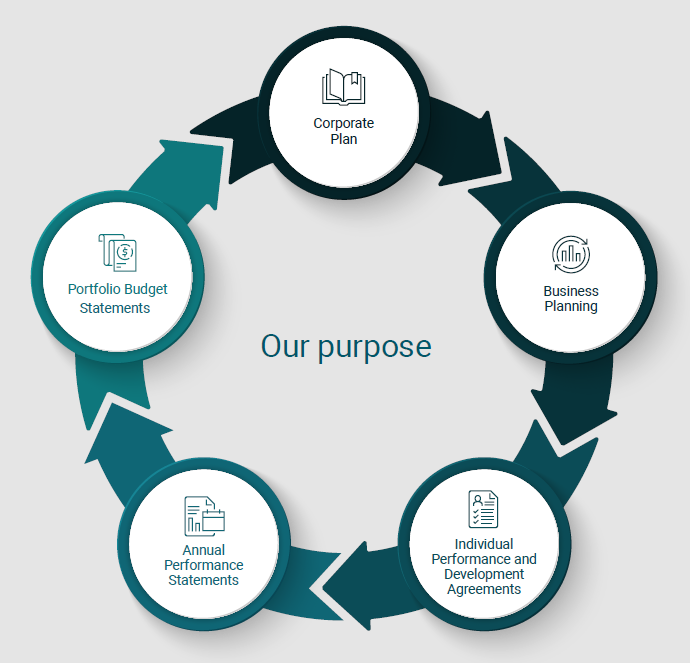 Corporate
Plan
Business
Planning
Individual
Performance and
Development
Agreements
Annual
Performance
Statements
Portfolio Budget
Statements
$
Our purpose